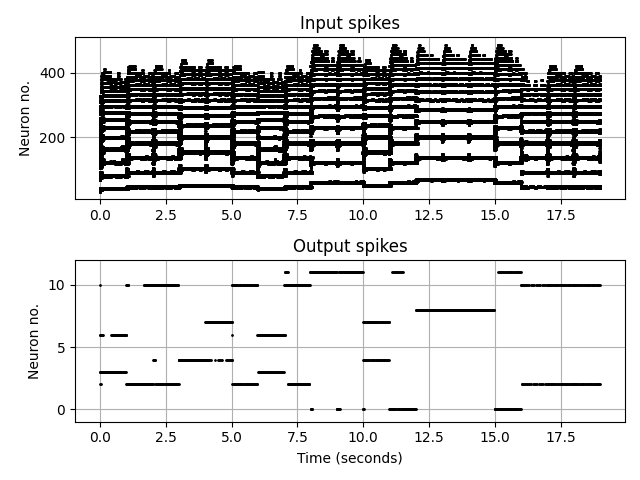 Input spikes
400
200
Neuron no.
0.0 2.5 5.0 7.5 10.0 12.5 15.0 17.5
Output spikes
10
5
0
Neuron no.
0.0 2.5 5.0 7.5 10.0 12.5 15.0 17.5
Time (seconds)